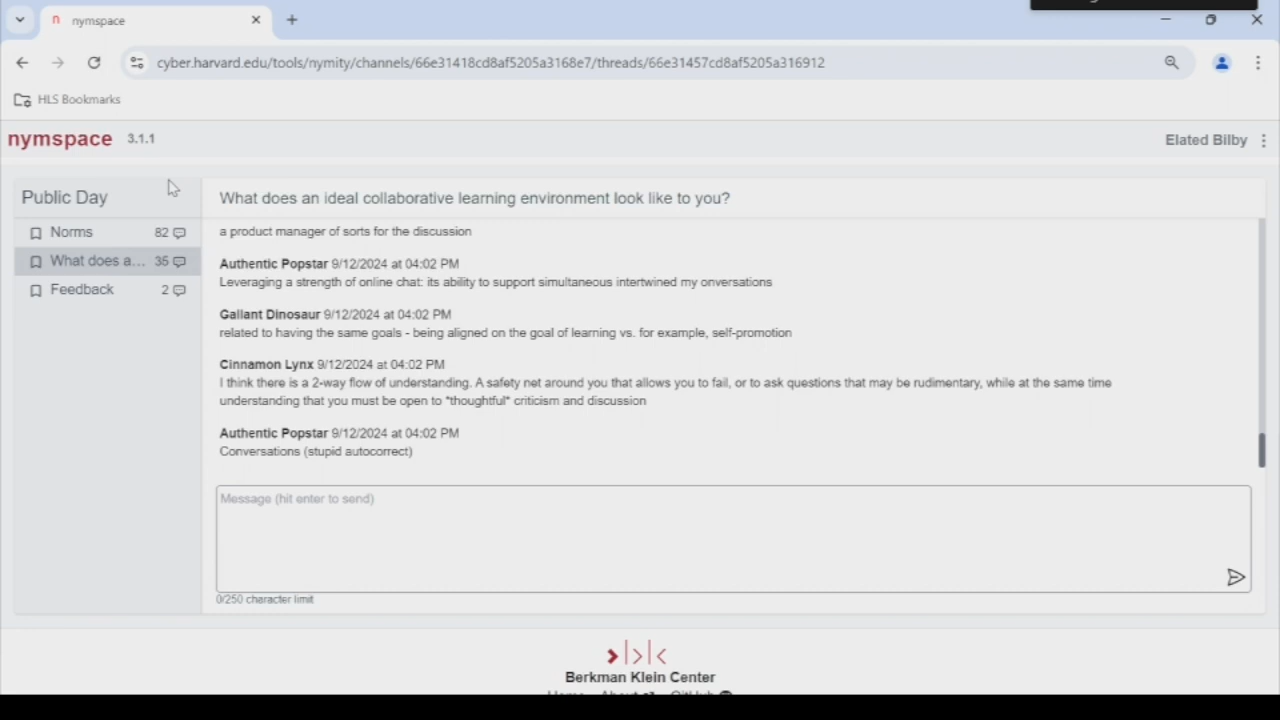 nymspace
cyber.harvard.edu/tools/nymity/channels/66e31418cd8af5205a3168e7/threads/66e31457cd8af5205a316912
HLS Bookmarks
nymspace 3.1.1 Elated Bilby
Public Day
What does an ideal collaborative learning environment look like to you?
Norms 82
What does a... 35
Feedback 2
a product manager of sorts for the discussion
Authentic Popstar 9/12/2024 at 04:02 PM
Leveraging a strength of online chat: its ability to support simultaneous intertwined my onversations
Gallant Dinosaur 9/12/2024 at 04:02 PM
related to having the same goals - being aligned on the goal of learning vs. for example, self-promotion
Cinnamon Lynx 9/12/2024 at 04:02 PM
I think there is a 2-way flow of understanding. A safety net around you that allows you to fail, or to ask questions that may be rudimentary, while at the same time
understanding that you must be open to *thoughtful* criticism and discussion
Authentic Popstar 9/12/2024 at 04:02 PM
Conversations (stupid autocorrect)
Message (hit enter to send)
0/250 character limit
Berkman Klein Center
Home About GitHub